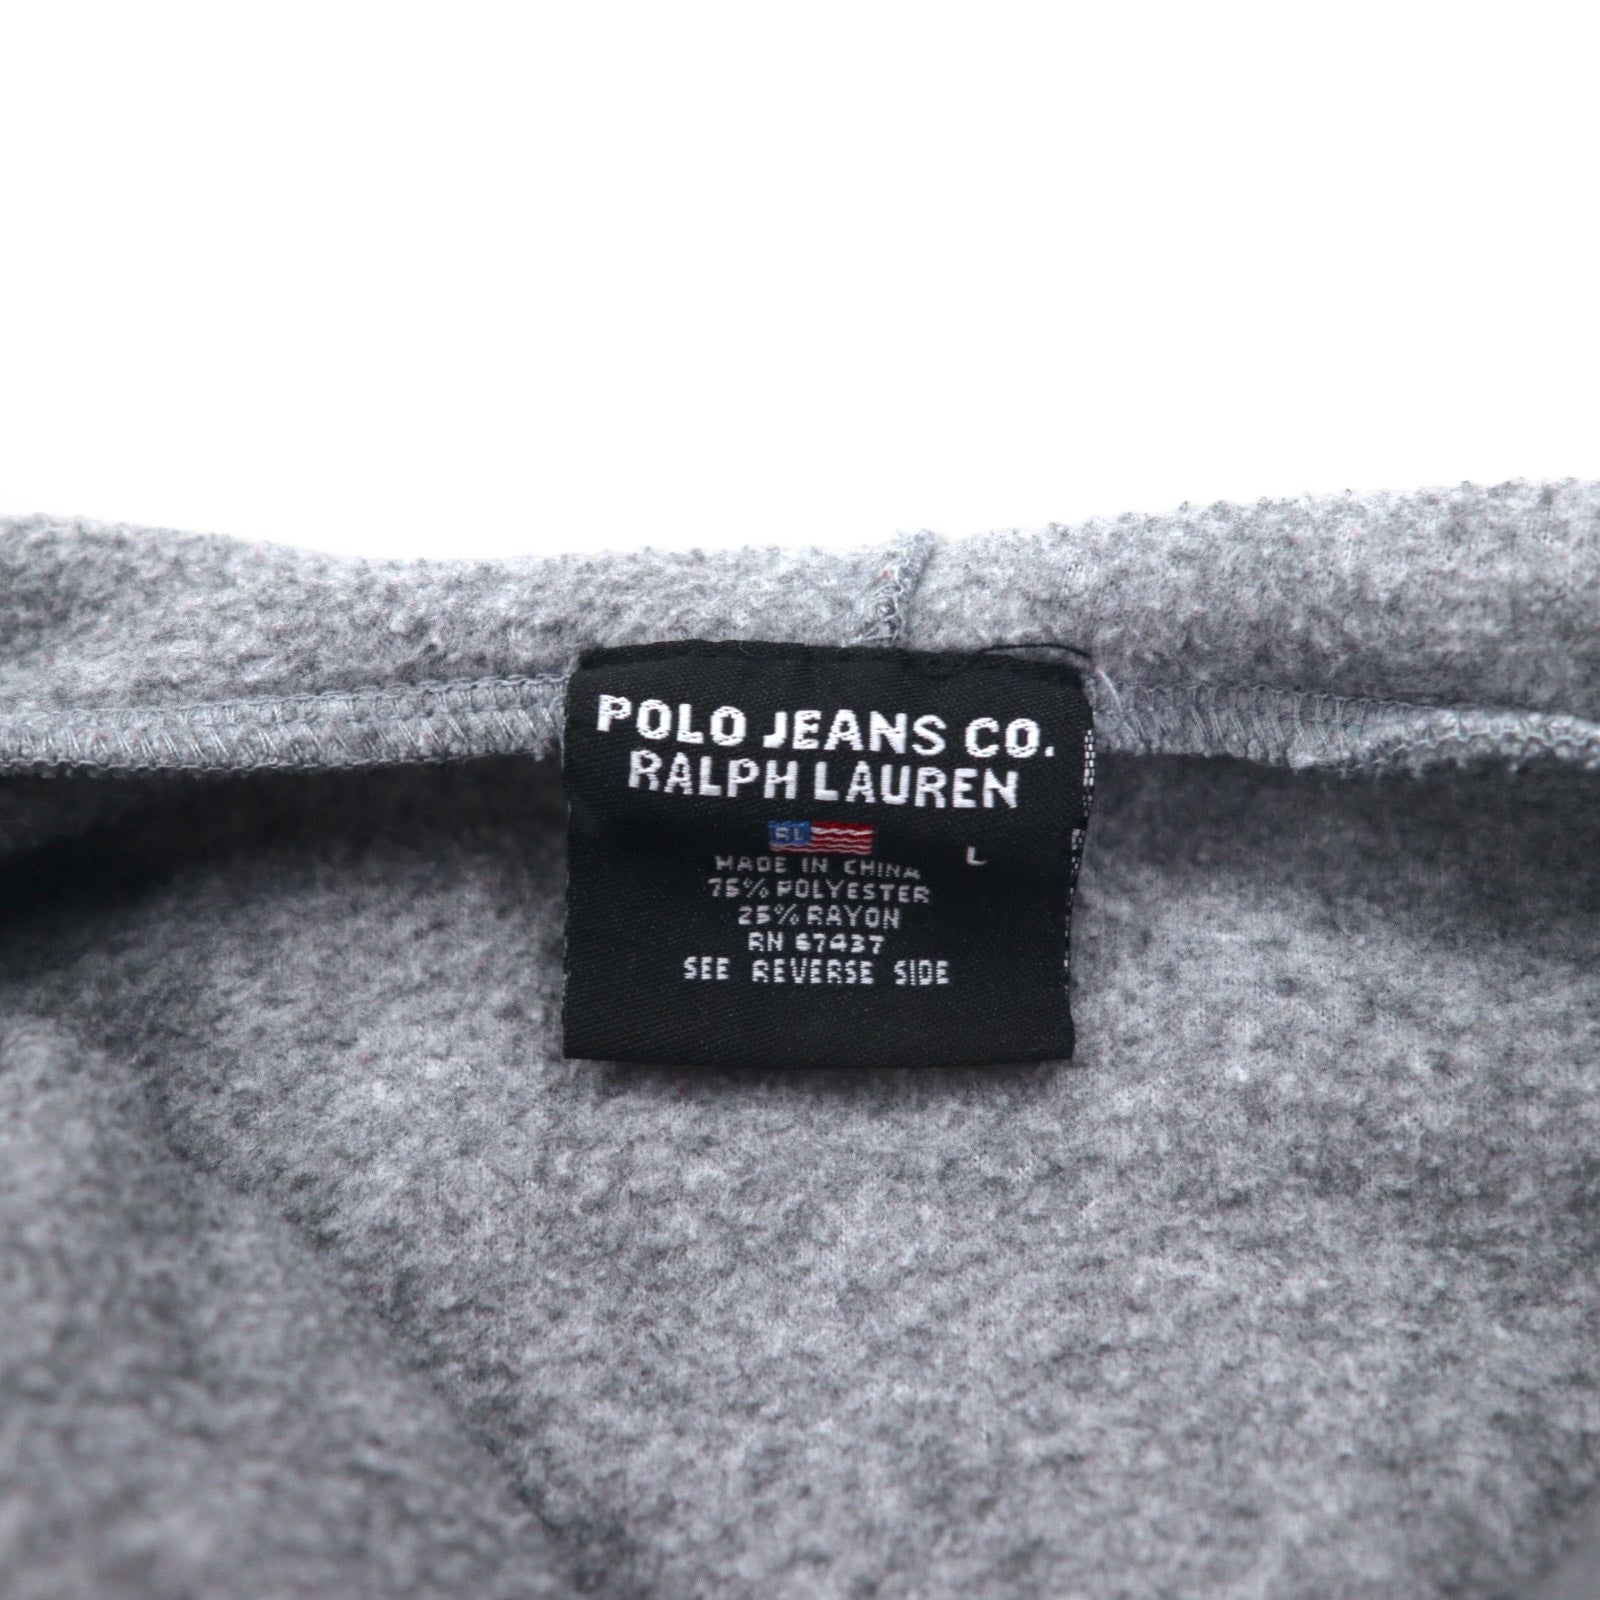 POLO JEANS CO.
RALPH LAUREN
RL
L
MADE IN CHINA
75% POLYESTER
25% RAYON
RN 67437
SEE REVERSE SIDE